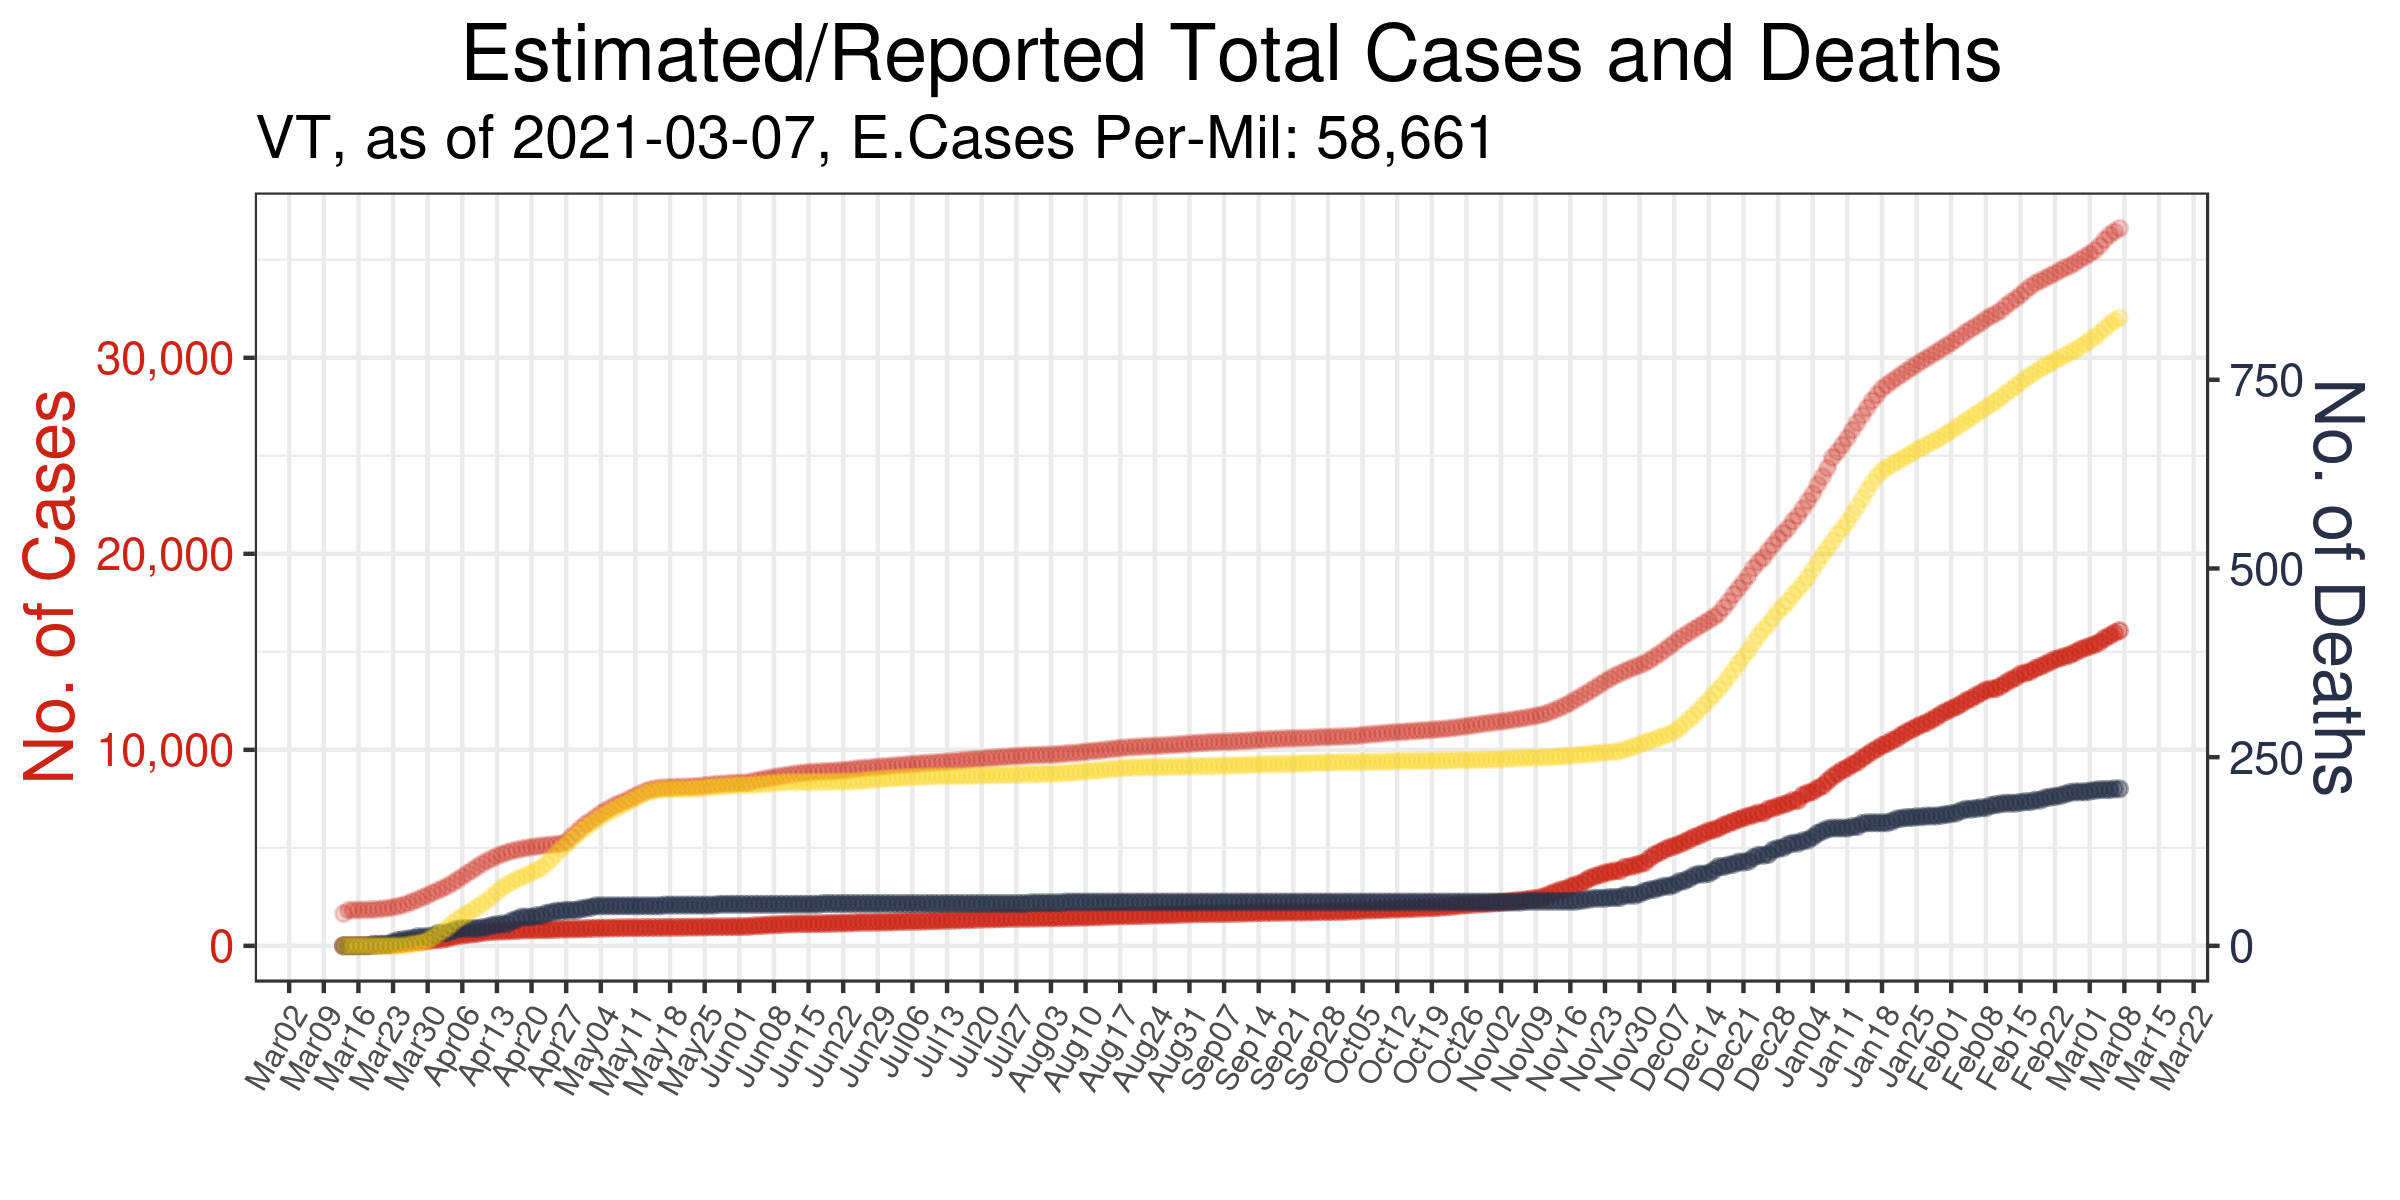 Estimated/Reported Total Cases and Deaths
VT, as of 2021-03-07, E.Cases Per-Mil: 58,661
No. of Cases
30,000
20,000
10,000
0
750
500
250
0
No. of Deaths
Mar02
Mar09
Mar16
Mar23
Mar30
Apr06
Apr13
Apr20
Apr27
May04
May11
May18
May25
Jun01
Jun08
Jun15
Jun22
Jun29
Jul06
Jul13
Jul20
Jul27
Aug03
Aug10
Aug17
Aug24
Aug31
Sep07
Sep14
Sep21
Sep28
Oct05
Oct12
Oct19
Oct26
Nov02
Nov09
Nov16
Nov23
Nov30
Dec07
Dec14
Dec21
Dec28
Jan04
Jan11
Jan18
Jan25
Feb01
Feb08
Feb15
Feb22
Mar01
Mar08
Mar15
Mar22